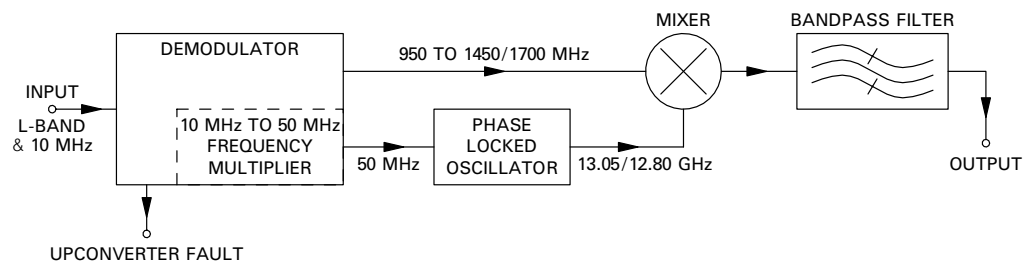 MIXER
BANDPASS FILTER
DEMODULATOR
950 TO 1450/1700 MHz
INPUT
L-BAND
& 10 MHz
10 MHz TO 50 MHz
FREQUENCY
MULTIPLIER
50 MHz
PHASE
LOCKED
OSCILLATOR
13.05/12.80 GHz
OUTPUT
UPCONVERTER FAULT